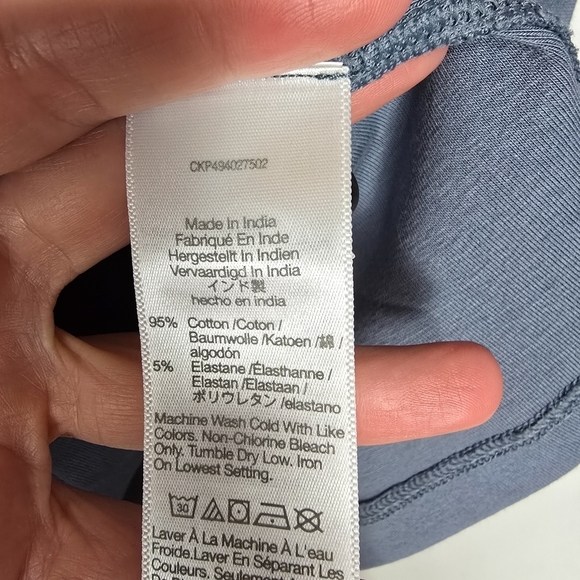 CKP494027502
Made In India
Fabriqué En Inde
Hergestellt In Indien
Vervaardigd In India
インド製
hecho en india
95% Cotton /Coton /
Baumwolle /Katoen /綿 /
algodón
5% Elastane /Élasthanne /
Elastan /Elastaan /
ポリウレタン /elastano
Machine Wash Cold With Like
Colors. Non-Chlorine Bleach
Only. Tumble Dry Low. Iron
On Lowest Setting.
30
Laver À La Machine À L'eau
Froide.Laver En Séparant Les
Couleurs. Seulement